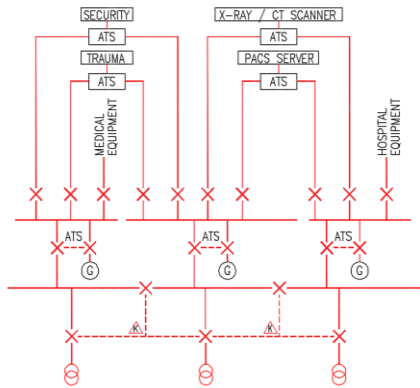 SECURITY
X-RAY / CT SCANNER
ATS
ATS
TRAUMA
PACS SERVER
ATS
ATS
MEDICAL
EQUIPMENT
HOSPITAL
EQUIPMENT
ATS
ATS
ATS
G
G
G
K
K